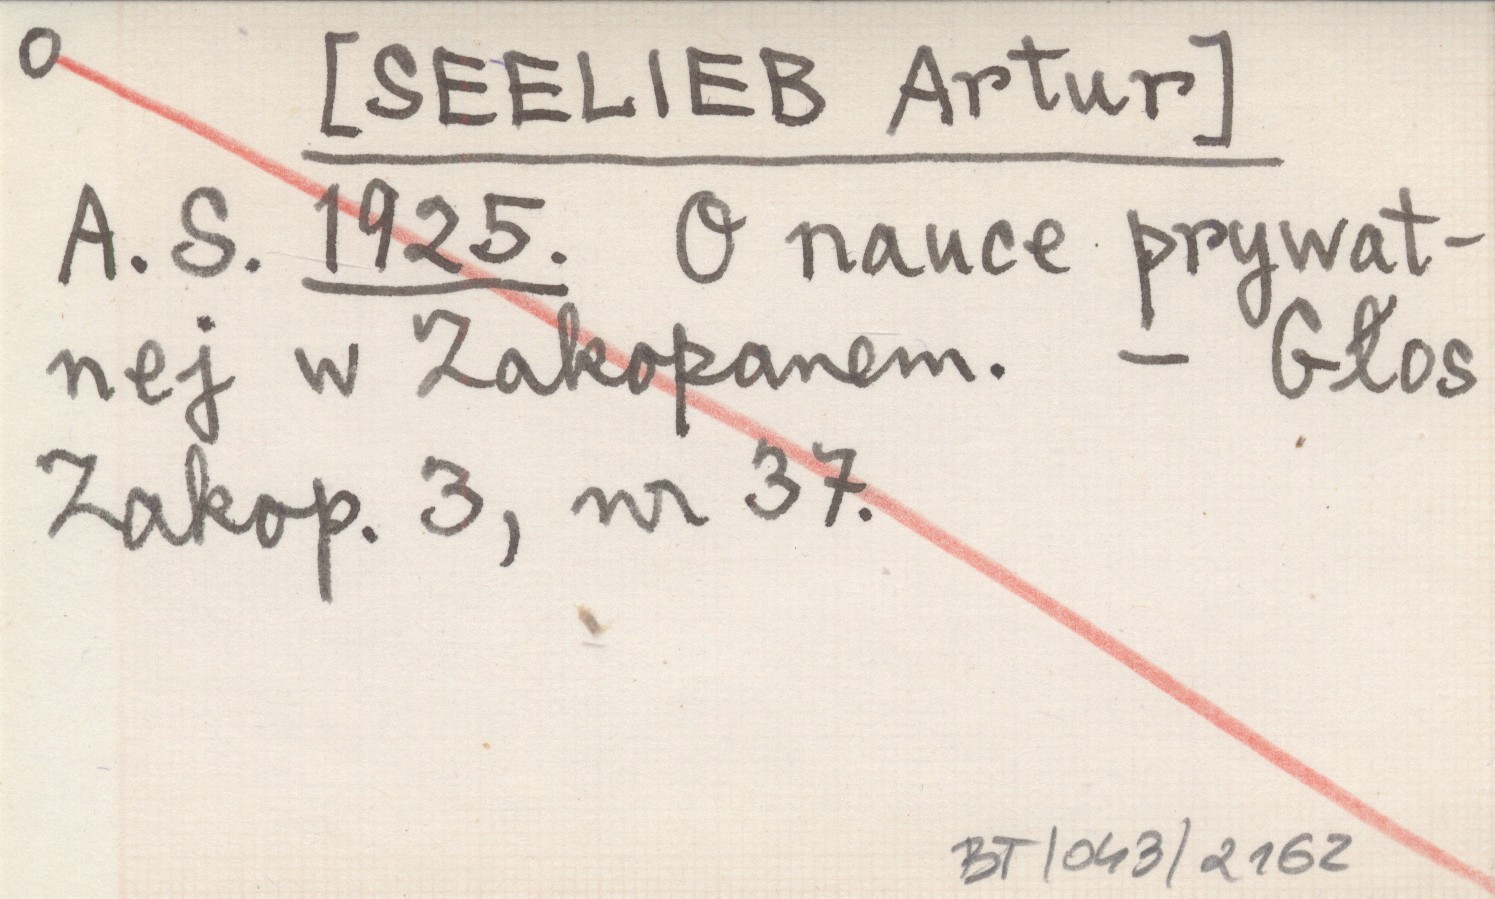 O [SEELIEB Artur]
A. S. 1925. O nauce prywat-
nej w Zakopanem. – Głos
Zakop. 3, nr 37.
BT/043/2162